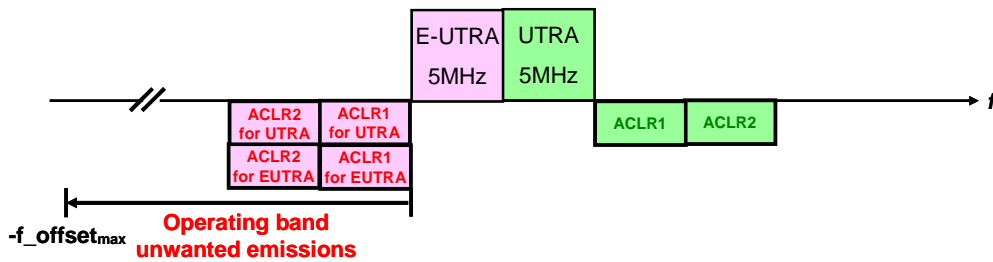 E-UTRA
5MHz
UTRA
5MHz
f
ACLR2
for UTRA
ACLR1
for UTRA
ACLR1
ACLR2
ACLR2
for EUTRA
ACLR1
for EUTRA
-f_offsetmax
Operating band
unwanted emissions